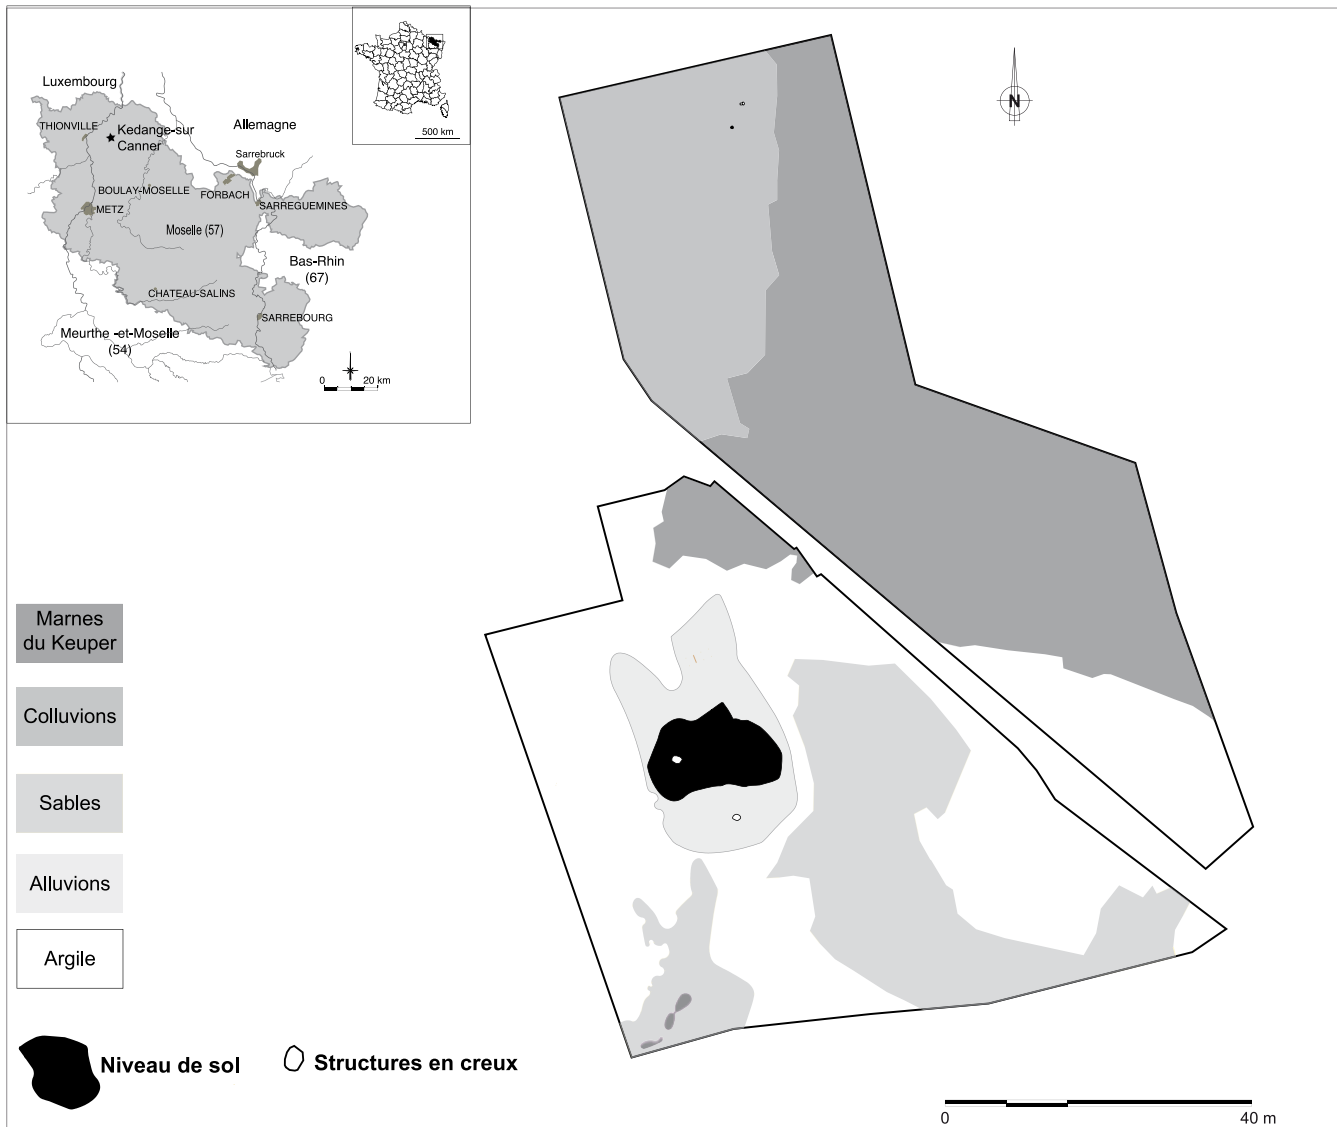 500 km
Luxembourg
THIONVILLE
Kedange-sur
Canner
Allemagne
Sarrebruck
BOULAY-MOSELLE
FORBACH
METZ
SARREGUEMINES
Moselle (57)
Bas-Rhin
(67)
CHATEAU-SALINS
SARREBOURG
Meurthe -et-Moselle
(54)
0 20 km
N
Marnes
du Keuper
Colluvions
Sables
Alluvions
Argile
Niveau de sol
Structures en creux
0 40 m